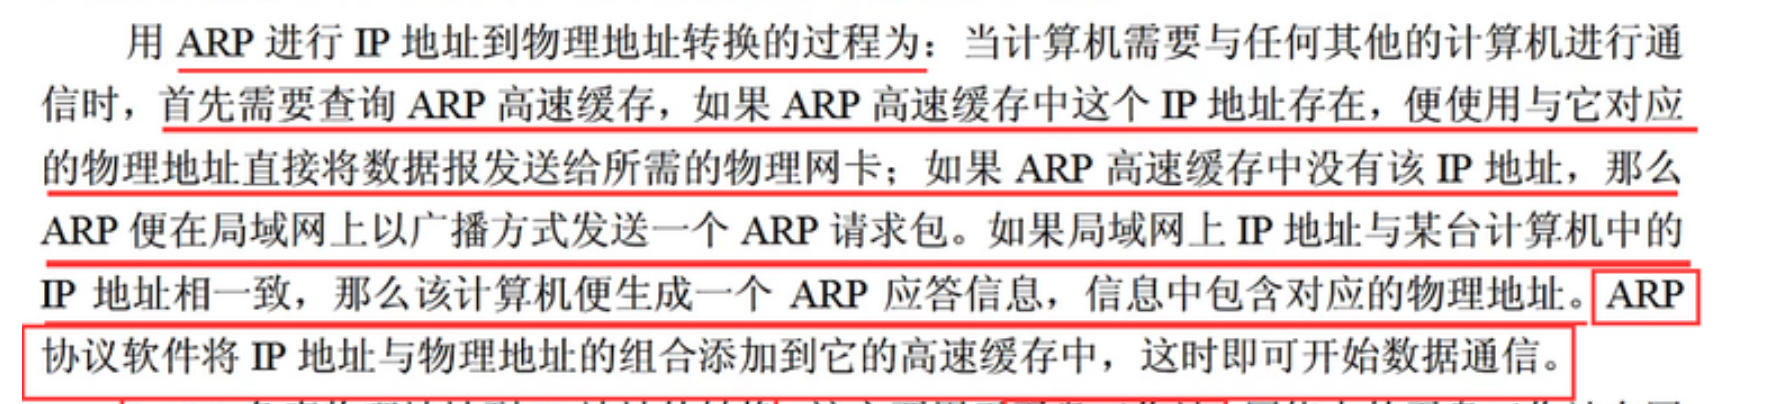 用 ARP 进行 IP 地址到物理地址转换的过程为：当计算机需要与任何其他的计算机进行通
信时，首先需要查询 ARP 高速缓存，如果 ARP 高速缓存中这个 IP 地址存在，便使用与它对应
的物理地址直接将数据报发送给所需的物理网卡；如果 ARP 高速缓存中没有该 IP 地址，那么
ARP 便在局域网上以广播方式发送一个 ARP 请求包。如果局域网上 IP 地址与某台计算机中的
IP 地址相一致，那么该计算机便生成一个 ARP 应答信息，信息中包含对应的物理地址。ARP
协议软件将 IP 地址与物理地址的组合添加到它的高速缓存中，这时即可开始数据通信。